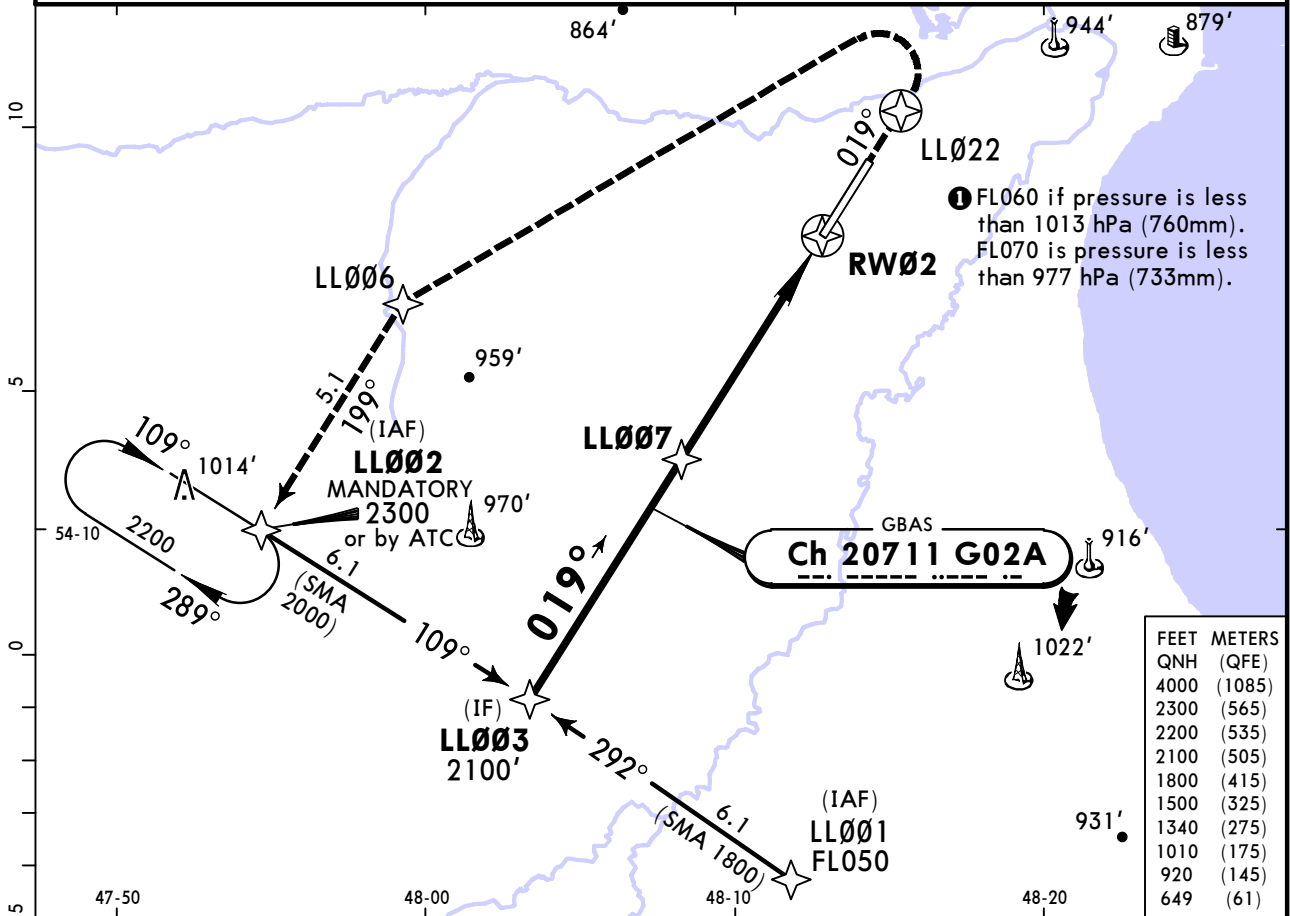 864'
944'
879'
10
019°
LLØ22
❶ FL060 if pressure is less
than 1013 hPa (760mm).
FL070 is pressure is less
than 977 hPa (733mm).
RWØ2
LLØØ6
959'
5
5.1
199°
(IAF)
LLØØ2
MANDATORY
2300
or by ATC
970'
109°
1014'
54-10
2200
289°
6.1
(SMA
2000)
109°
LLØØ7
GBAS
Ch 20711 G02A
916'
1022'
019°
0
(IF)
LLØØ3
2100'
292°
6.1
(SMA 1800)
(IAF)
LLØØ1
FL050
931'
FEET METERS
QNH (QFE)
4000 (1085)
2300 (565)
2200 (535)
2100 (505)
1800 (415)
1500 (325)
1340 (275)
1010 (175)
920 (145)
649 (61)
5
47-50
48-00
48-10
48-20